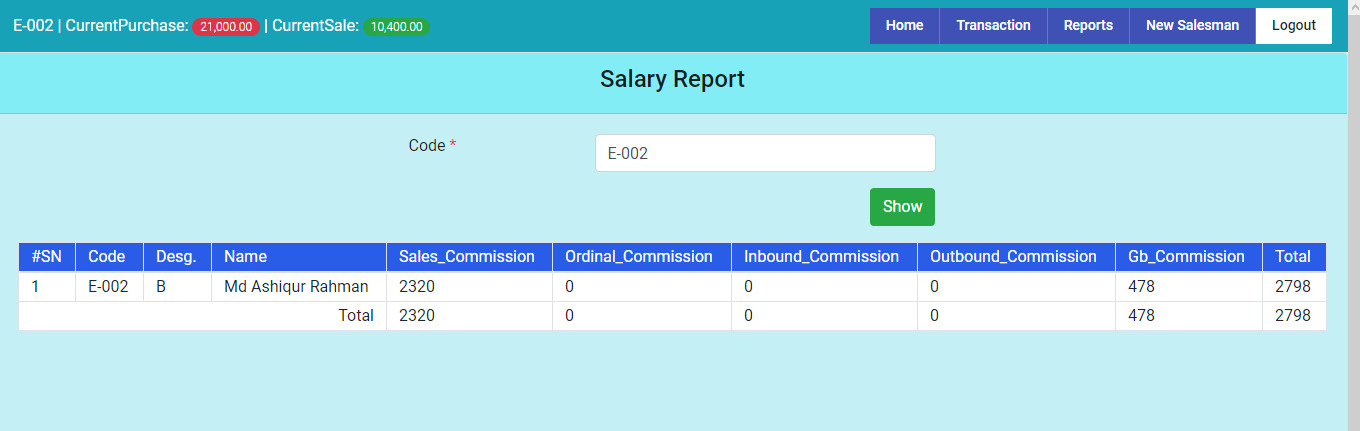 E-002 | CurrentPurchase: 21,000.00 | CurrentSale: 10,400.00 Home Transaction Reports New Salesman Logout
Salary Report
Code * E-002
Show
#SN Code Desg. Name Sales_Commission Ordinal_Commission Inbound_Commission Outbound_Commission Gb_Commission Total
1 E-002 B Md Ashiqur Rahman 2320 0 0 0 478 2798
Total 2320 0 0 0 478 2798